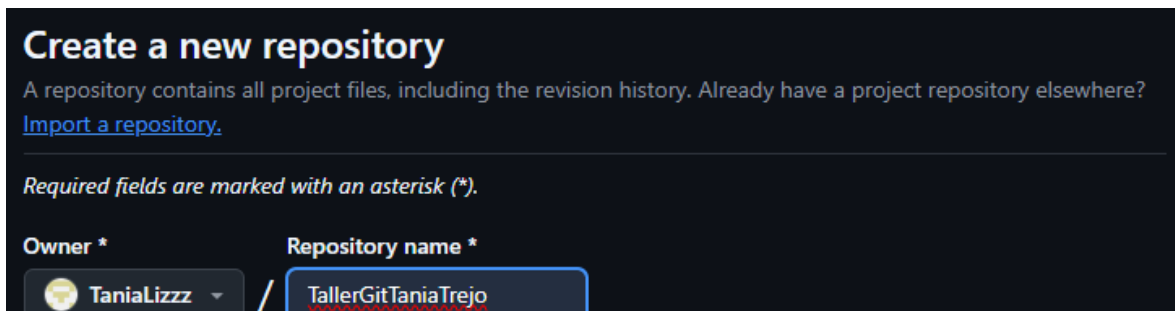 Create a new repository
A repository contains all project files, including the revision history. Already have a project repository elsewhere?
Import a repository.
Required fields are marked with an asterisk (*).
Owner * Repository name *
TaniaLizzz / TallerGitTaniaTrejo